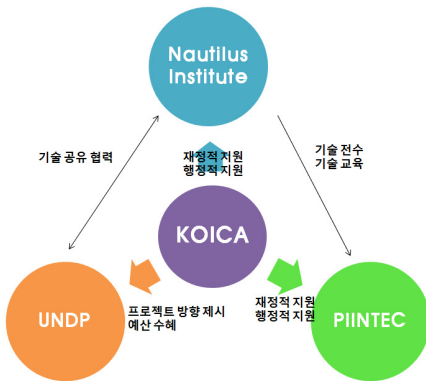 Nautilus
Institute
기술 공유 협력
재정적 지원
행정적 지원
기술 전수
기술 교육
KOICA
UNDP
프로젝트 방향 제시
예산 수혜
재정적 지원
행정적 지원
PIINTEC